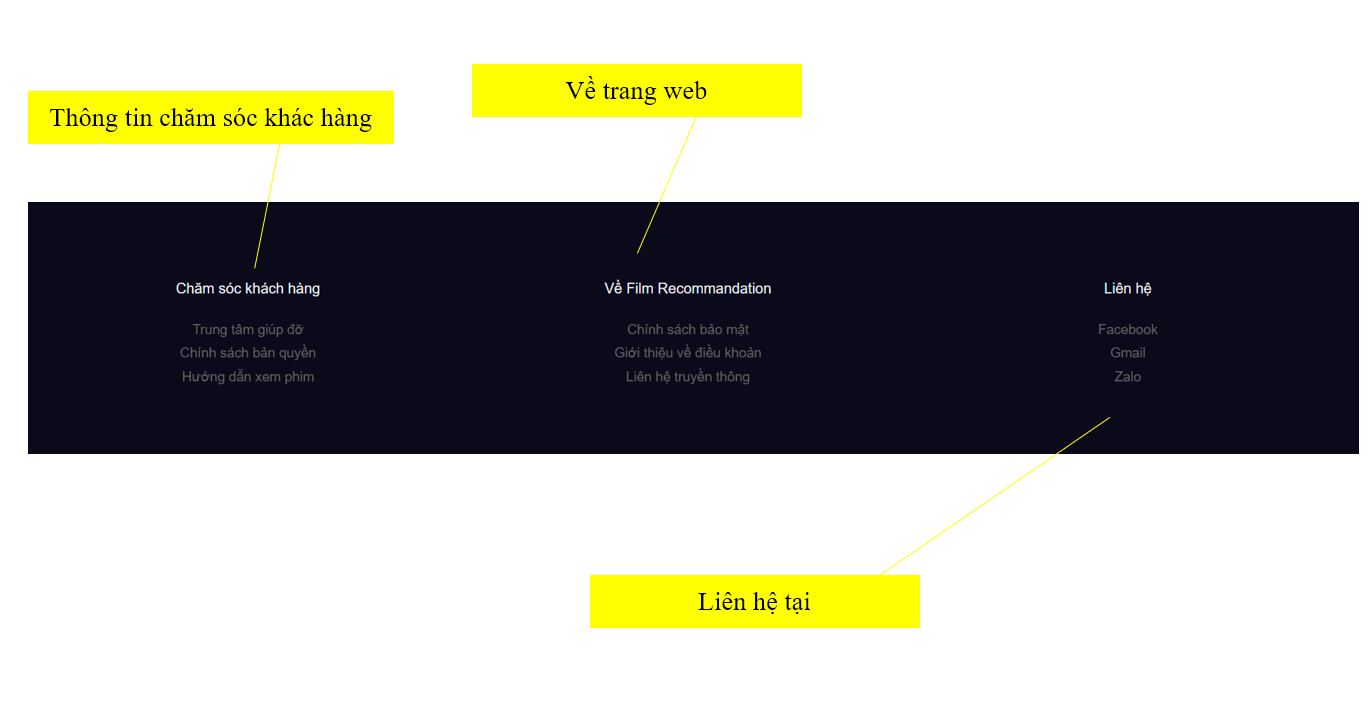 Về trang web
Thông tin chăm sóc khác hàng
Chăm sóc khách hàng
Trung tâm giúp đỡ
Chính sách bản quyền
Hướng dẫn xem phim
Về Film Recommandation
Chính sách bảo mật
Giới thiệu về điều khoản
Liên hệ truyền thông
Liên hệ
Facebook
Gmail
Zalo
Liên hệ tại